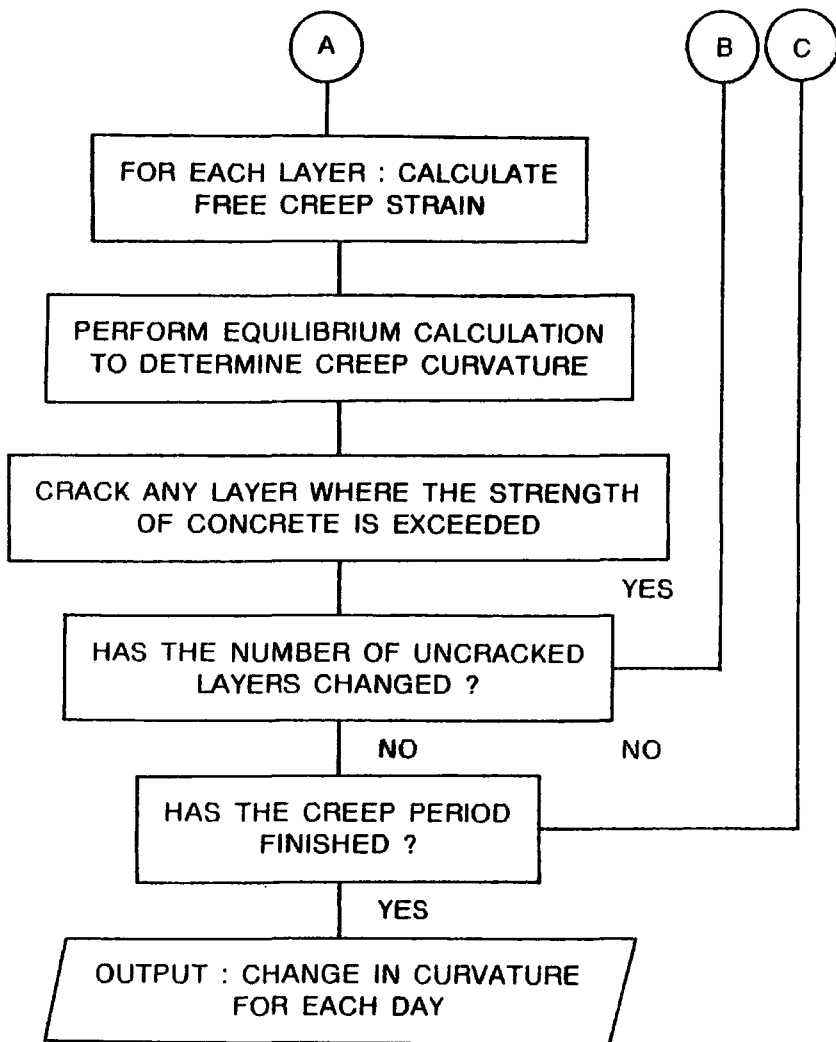 A
B
C
FOR EACH LAYER : CALCULATE
FREE CREEP STRAIN
PERFORM EQUILIBRIUM CALCULATION
TO DETERMINE CREEP CURVATURE
CRACK ANY LAYER WHERE THE STRENGTH
OF CONCRETE IS EXCEEDED
YES
HAS THE NUMBER OF UNCRACKED
LAYERS CHANGED ?
NO
NO
HAS THE CREEP PERIOD
FINISHED ?
YES
OUTPUT : CHANGE IN CURVATURE
FOR EACH DAY